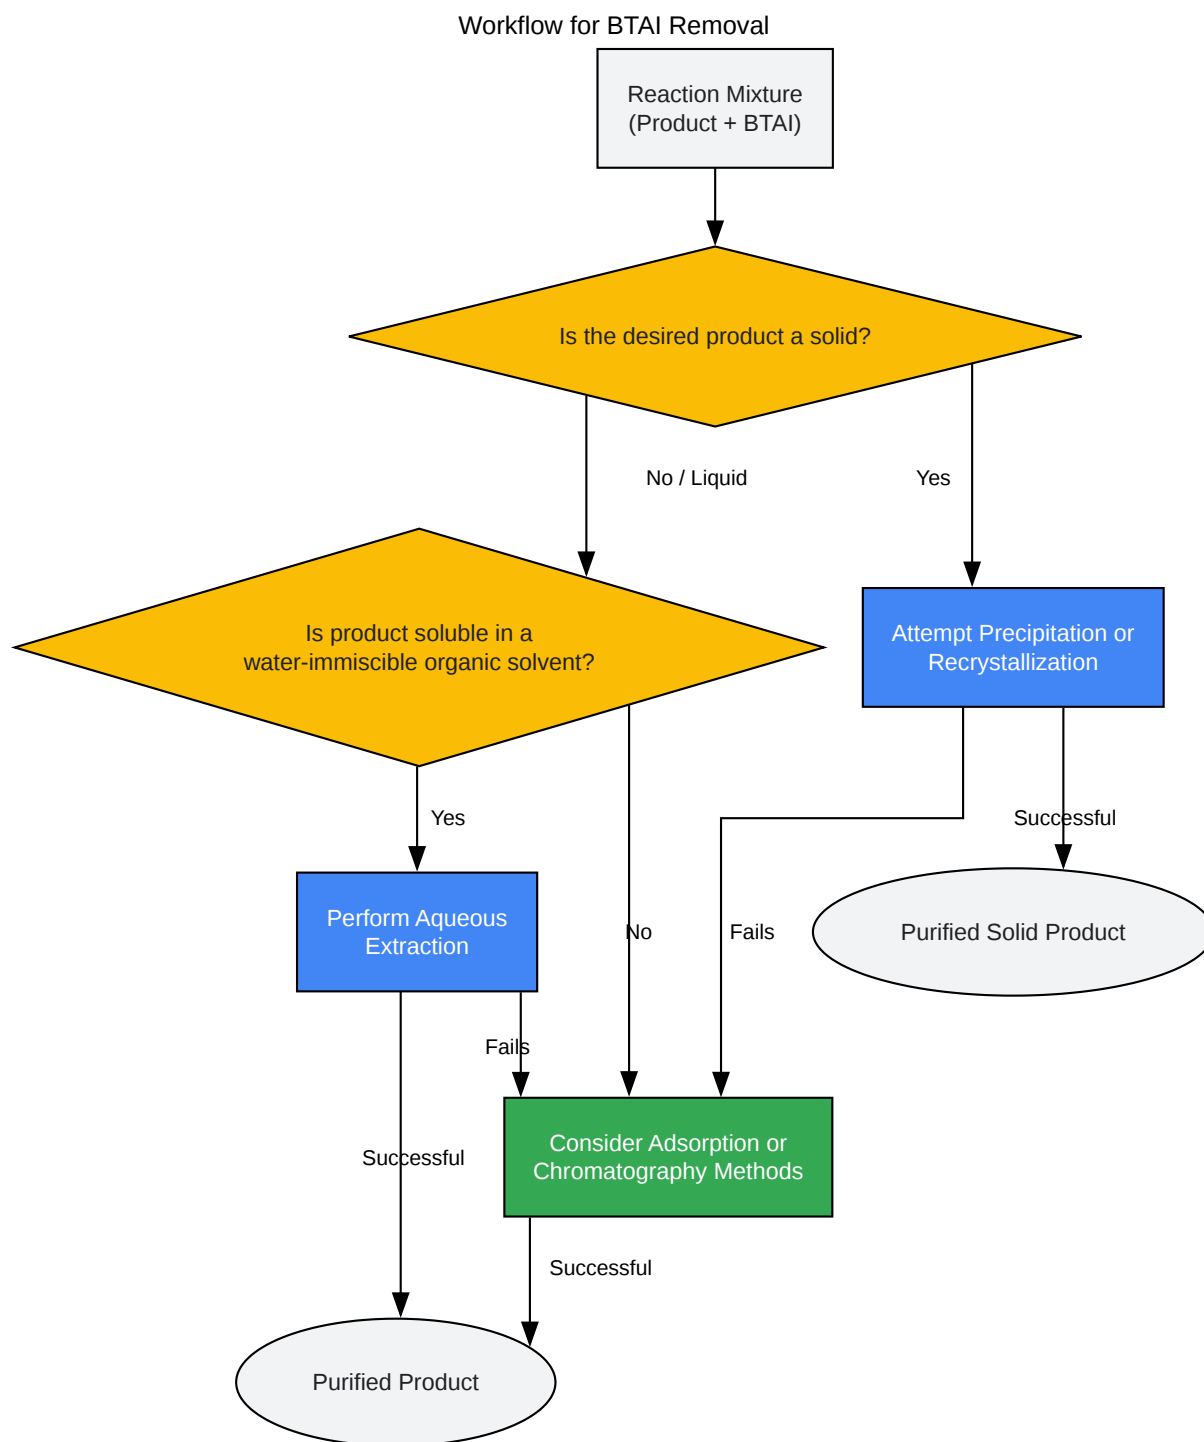 Workflow for BTAI Removal
Reaction Mixture
(Product + BTAI)
Is the desired product a solid?
No / Liquid
Yes
Is product soluble in a
water-immiscible organic solvent?
Attempt Precipitation or
Recrystallization
Yes
Successful
Perform Aqueous
Extraction
No
Fails
Purified Solid Product
Fails
Consider Adsorption or
Chromatography Methods
Successful
Successful
Purified Product